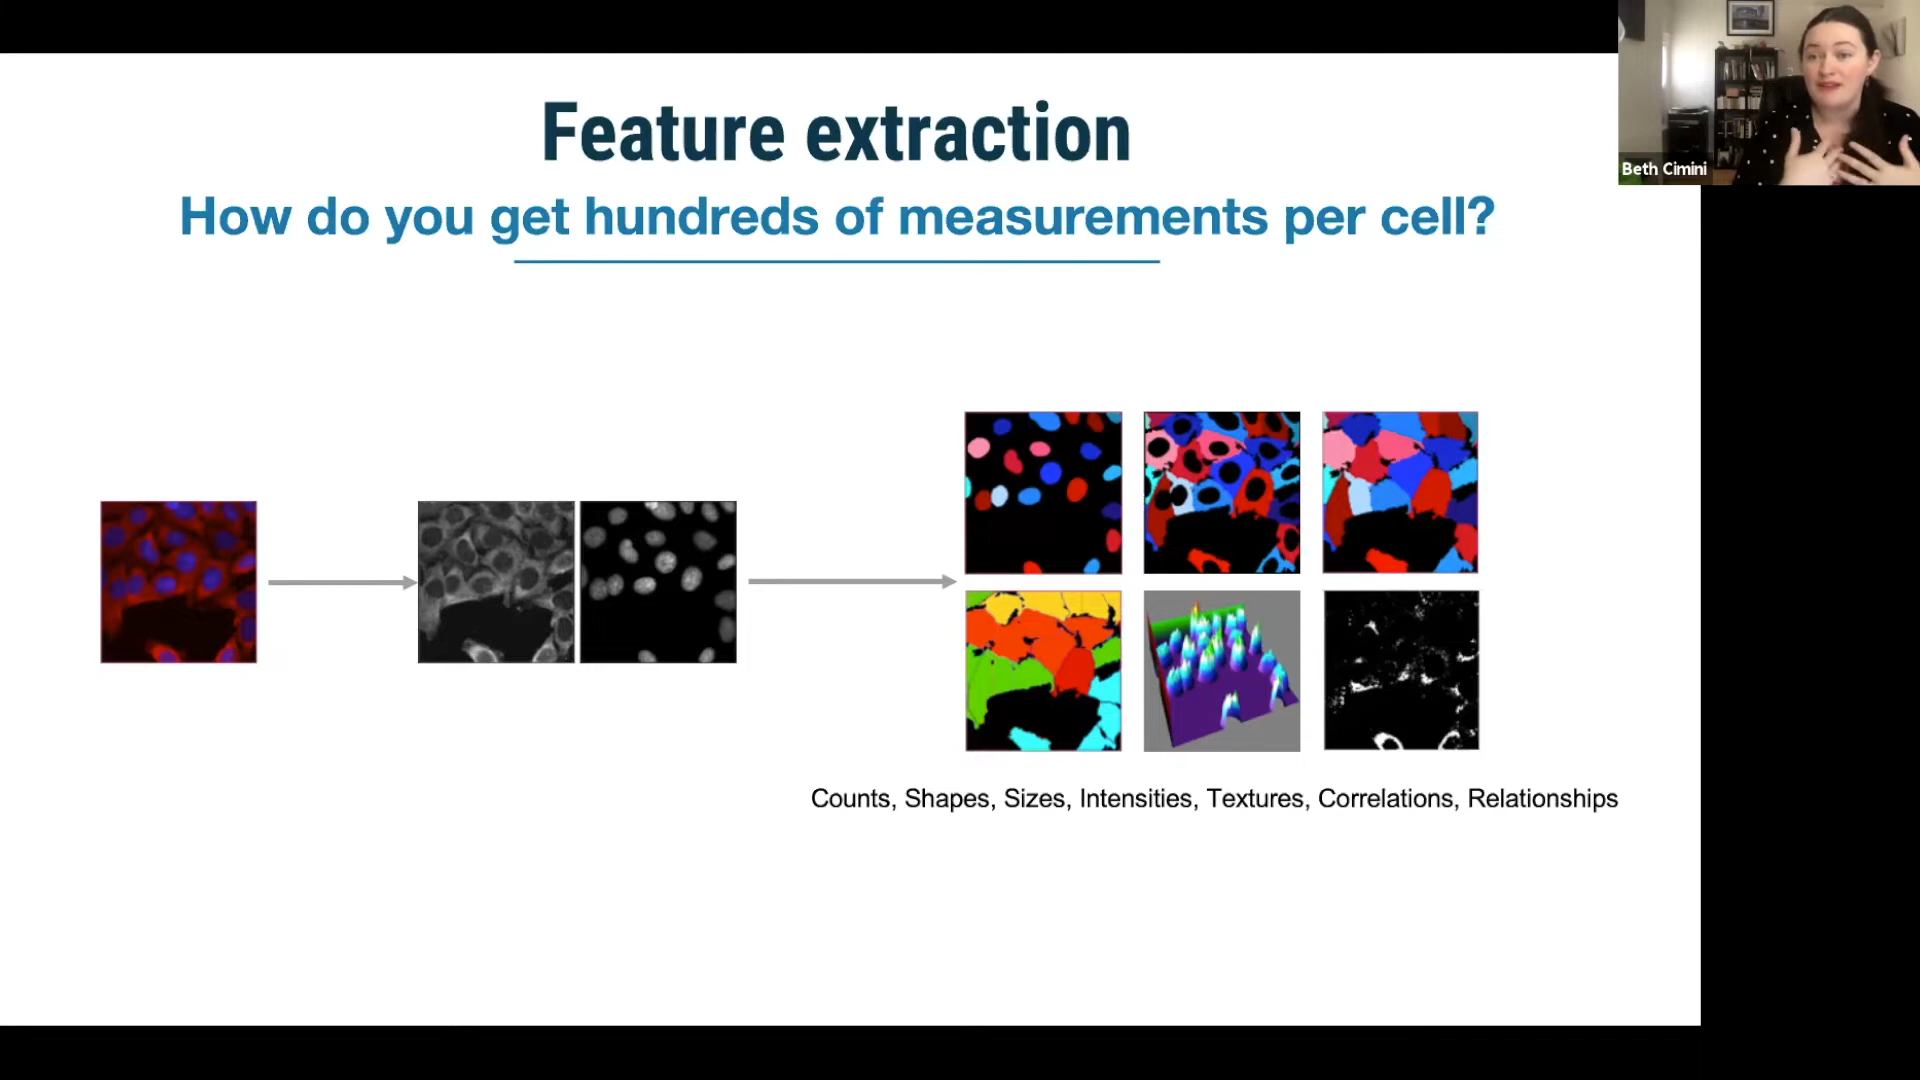 Feature extraction
How do you get hundreds of measurements per cell?
Beth Cimini
Counts, Shapes, Sizes, Intensities, Textures, Correlations, Relationships